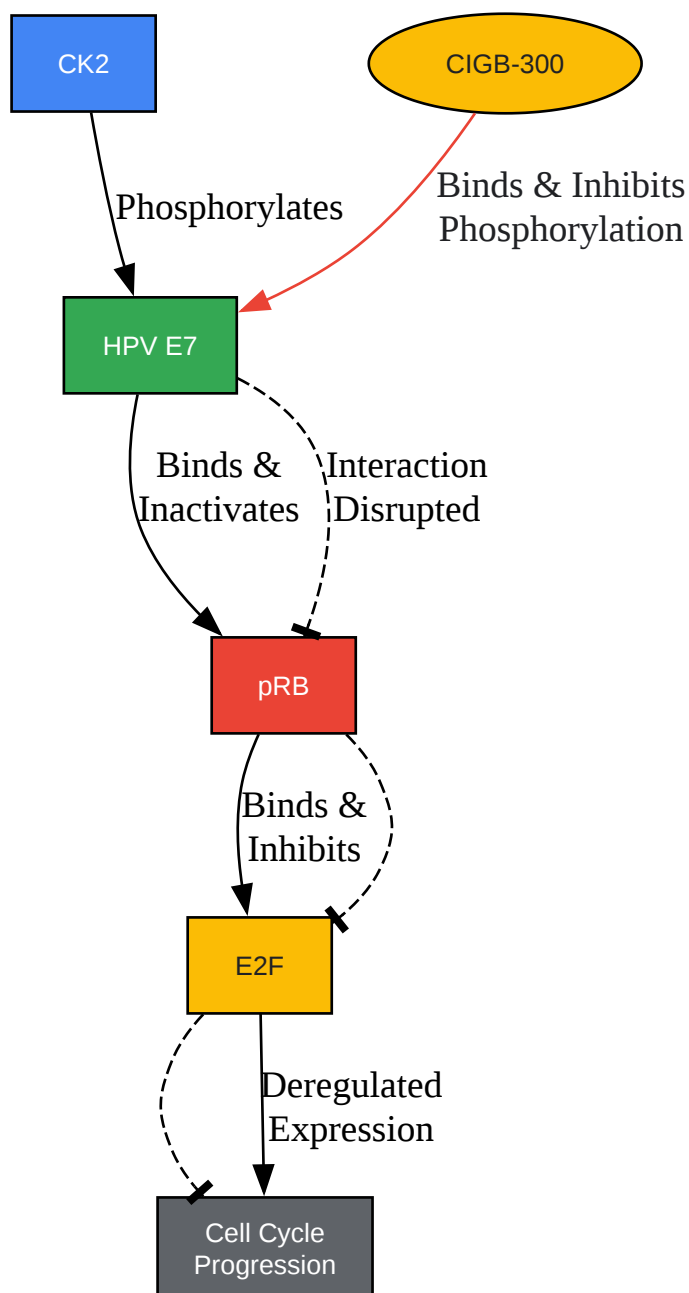 CK2
CIGB-300
Phosphorylates
Binds & Inhibits
Phosphorylation
HPV E7
Binds &
Inactivates
Interaction
Disrupted
pRB
Binds &
Inhibits
E2F
Deregulated
Expression
Cell Cycle
Progression